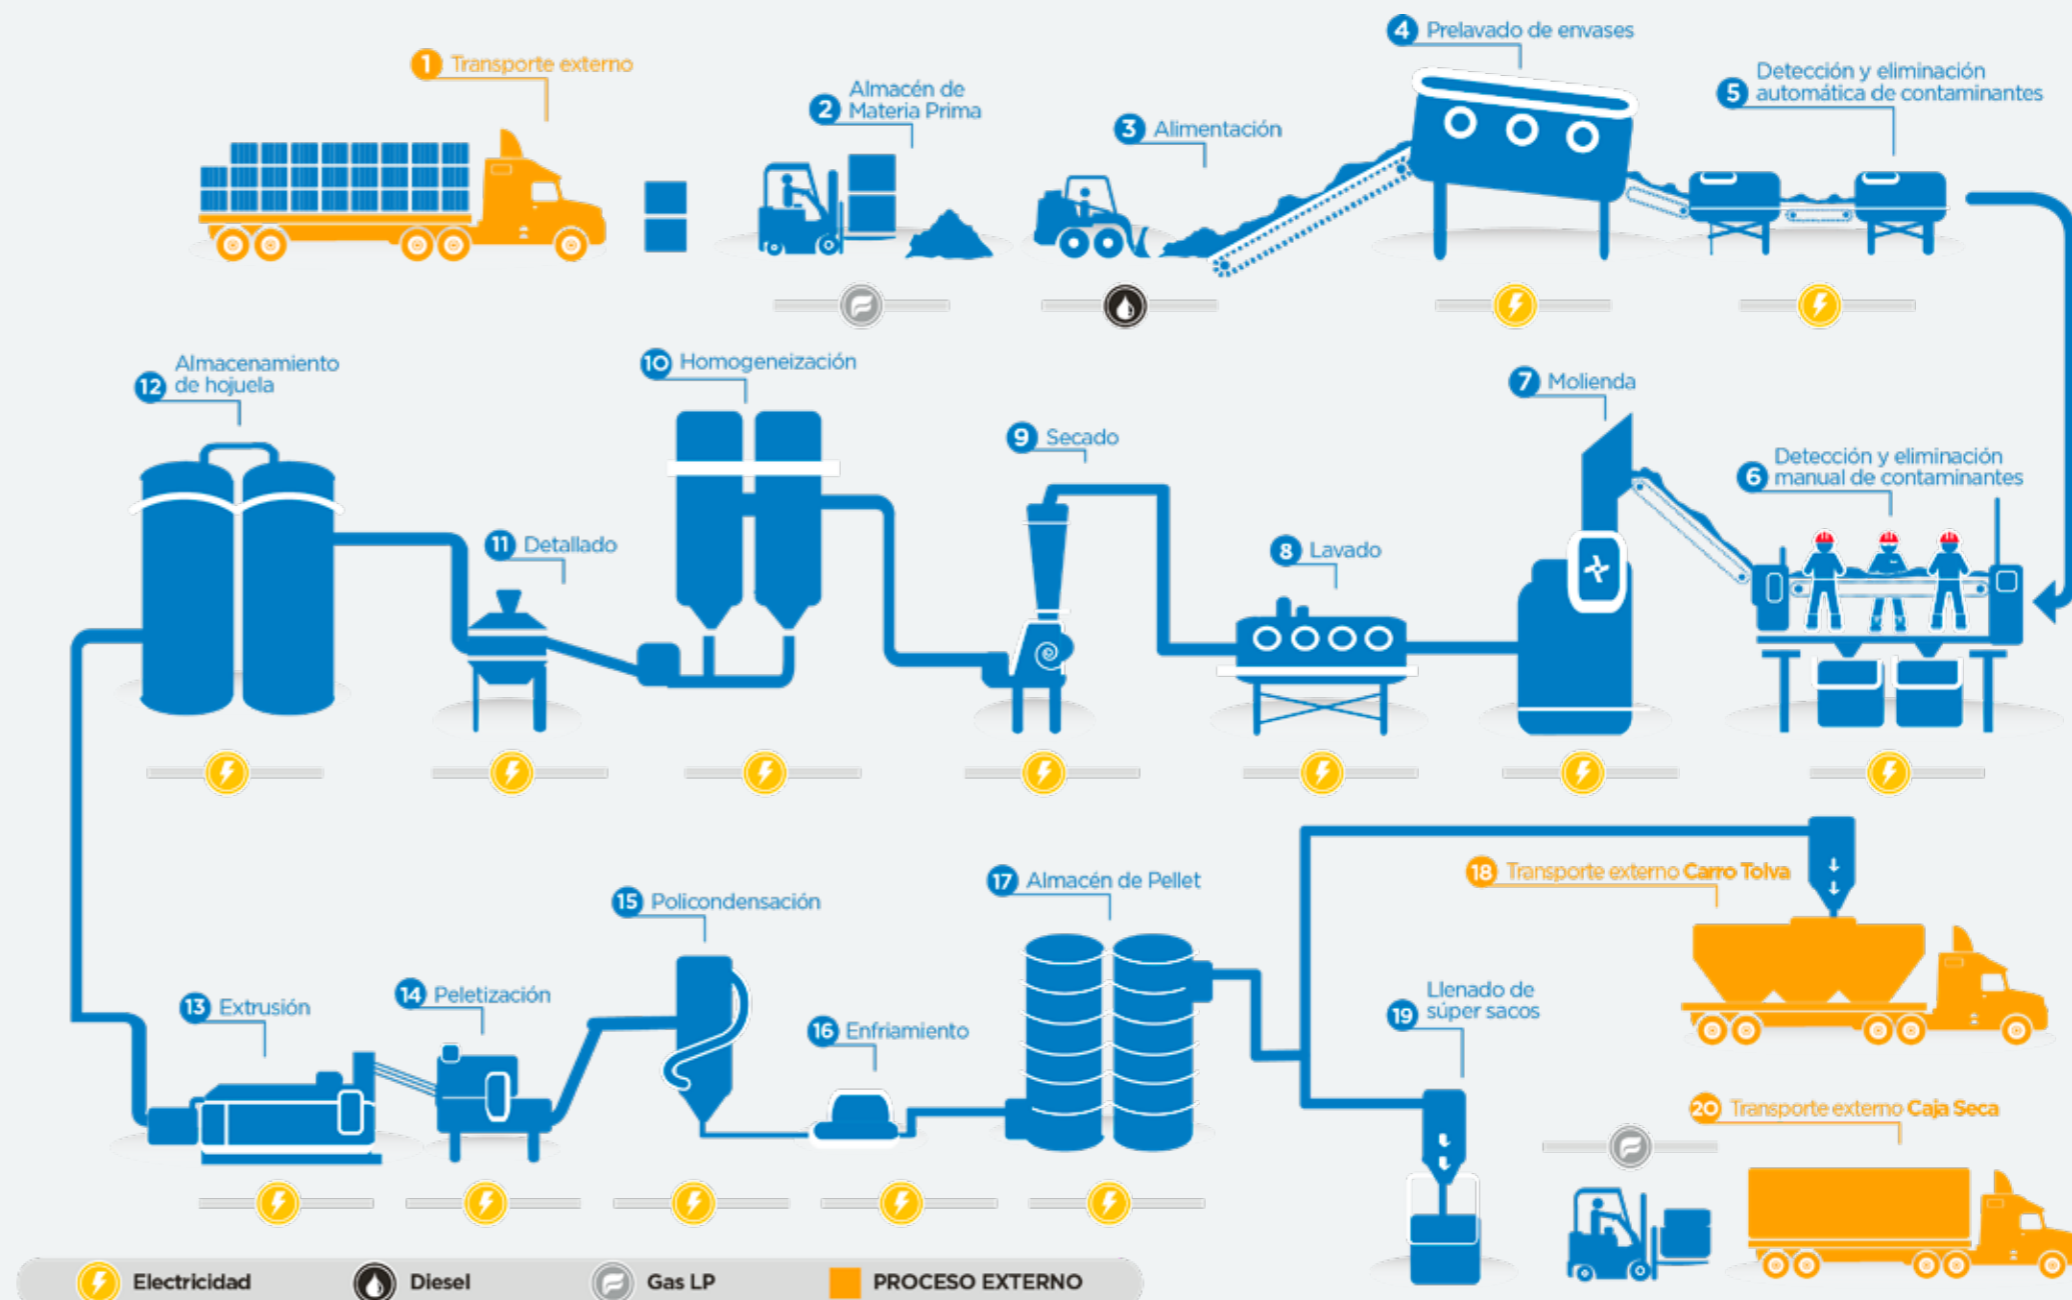 1 Transporte externo
2 Almacén de
Materia Prima
3 Alimentación
4 Prelavado de envases
5 Detección y eliminación
automática de contaminantes
6 Detección y eliminación
manual de contaminantes
7 Molienda
8 Lavado
9 Secado
10 Homogeneización
11 Detallado
12 Almacenamiento
de hojuela
13 Extrusión
14 Peletización
15 Policondensación
16 Enfriamiento
17 Almacén de Pellet
18 Transporte externo Carro Tolva
19 Llenado de
súper sacos
20 Transporte externo Caja Seca
Electricidad
Diesel
Gas LP
PROCESO EXTERNO